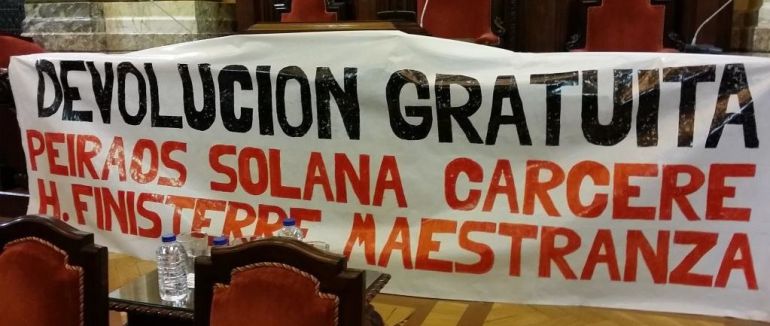 DEVOLUCION GRATUITA
PEIRAOS SOLANA CARCERE
H. FINISTERRE MAESTRANZA